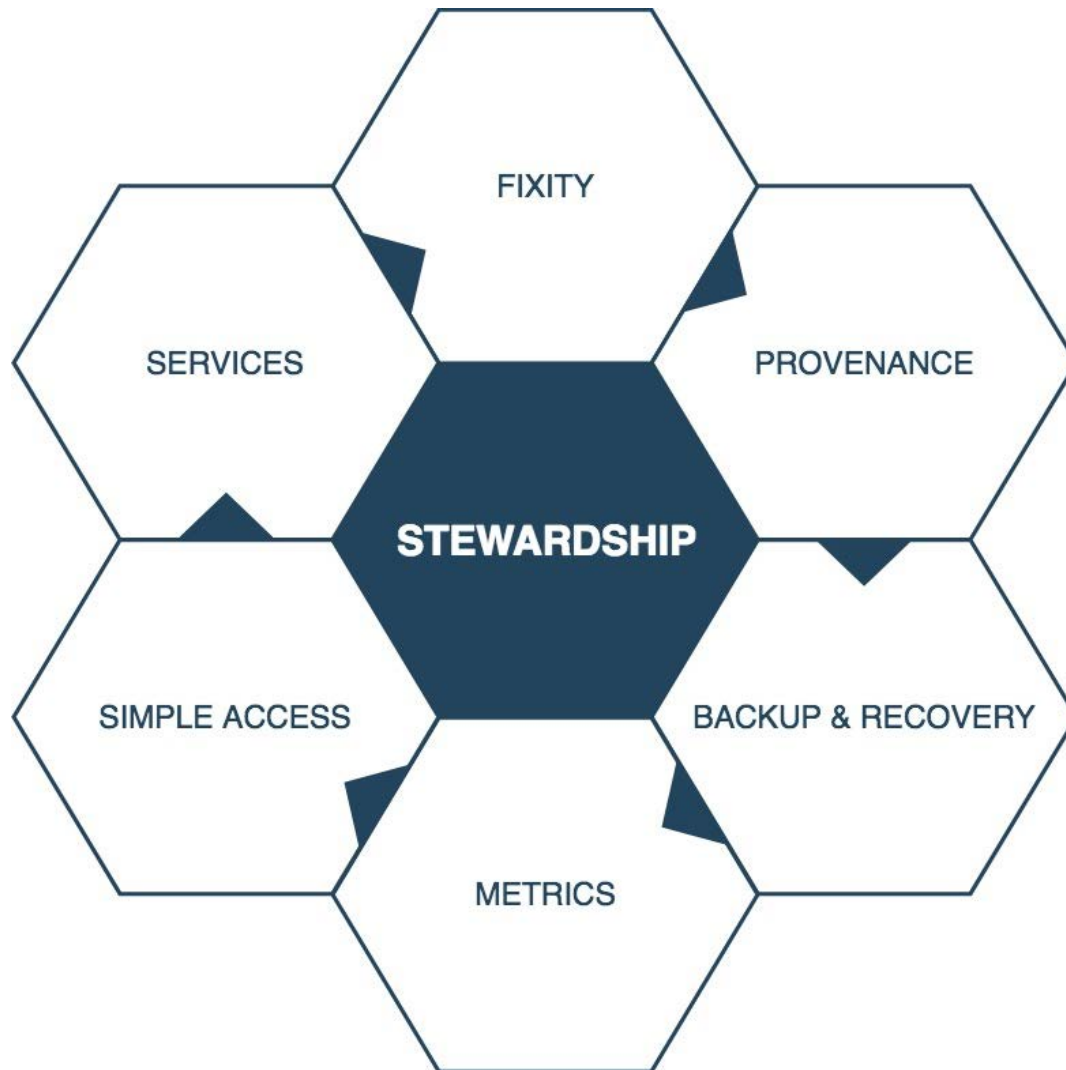 FIXITY
SERVICES
PROVENANCE
STEWARDSHIP
SIMPLE ACCESS
BACKUP & RECOVERY
METRICS